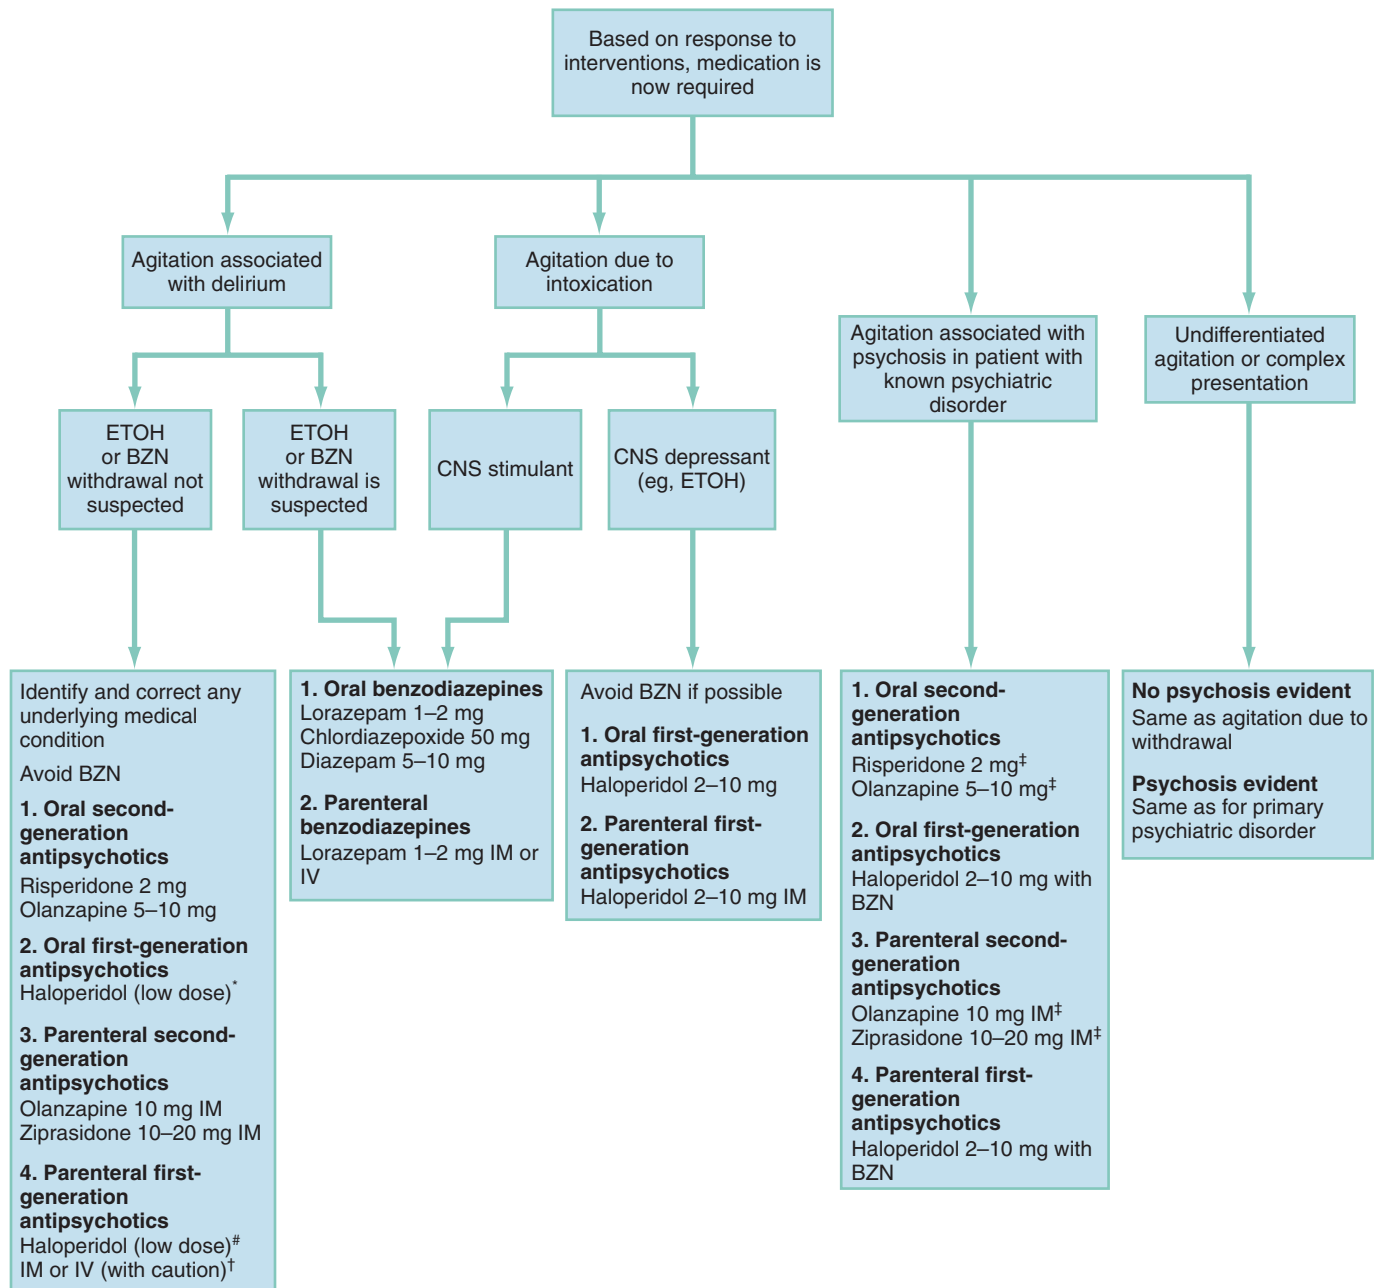 Based on response to
interventions, medication is
now required
Agitation associated
with delirium
Agitation due to
intoxication
Agitation associated with
psychosis in patient with
known psychiatric
disorder
Undifferentiated
agitation or complex
presentation
ETOH
or BZN
withdrawal not
suspected
ETOH
or BZN
withdrawal is
suspected
CNS stimulant
CNS depressant
(eg, ETOH)
Identify and correct any
underlying medical
condition
Avoid BZN
1. Oral second-
generation
antipsychotics
Risperidone 2 mg
Olanzapine 5–10 mg
2. Oral first-generation
antipsychotics
Haloperidol (low dose)*
3. Parenteral second-
generation
antipsychotics
Olanzapine 10 mg IM
Ziprasidone 10–20 mg IM
4. Parenteral first-
generation
antipsychotics
Haloperidol (low dose)#
IM or IV (with caution)†
1. Oral benzodiazepines
Lorazepam 1–2 mg
Chlordiazepoxide 50 mg
Diazepam 5–10 mg
2. Parenteral
benzodiazepines
Lorazepam 1–2 mg IM or
IV
Avoid BZN if possible
1. Oral first-generation
antipsychotics
Haloperidol 2–10 mg
2. Parenteral first-
generation
antipsychotics
Haloperidol 2–10 mg IM
1. Oral second-
generation
antipsychotics
Risperidone 2 mg‡
Olanzapine 5–10 mg‡
2. Oral first-generation
antipsychotics
Haloperidol 2–10 mg with
BZN
3. Parenteral second-
generation
antipsychotics
Olanzapine 10 mg IM‡
Ziprasidone 10–20 mg IM‡
4. Parenteral first-
generation
antipsychotics
Haloperidol 2–10 mg with
BZN
No psychosis evident
Same as agitation due to
withdrawal
Psychosis evident
Same as for primary
psychiatric disorder